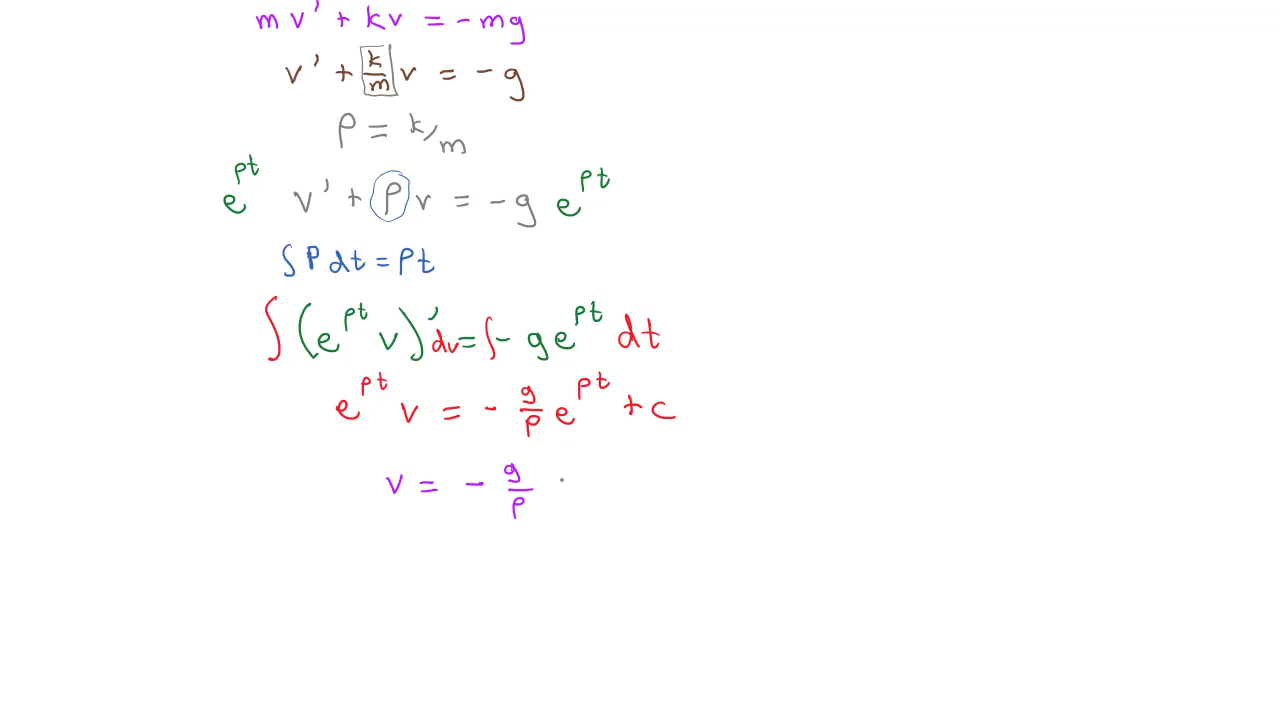 m v' + k v = - m g
v' + k/m v = - g
ρ = k/m
e^{ρt} v' + ρ v = - g e^{ρt}
∫ P dt = ρt
∫ (e^{ρt} v)' dv = ∫ - g e^{ρt} dt
e^{ρt} v = - g/ρ e^{ρt} + c
v = - g/ρ